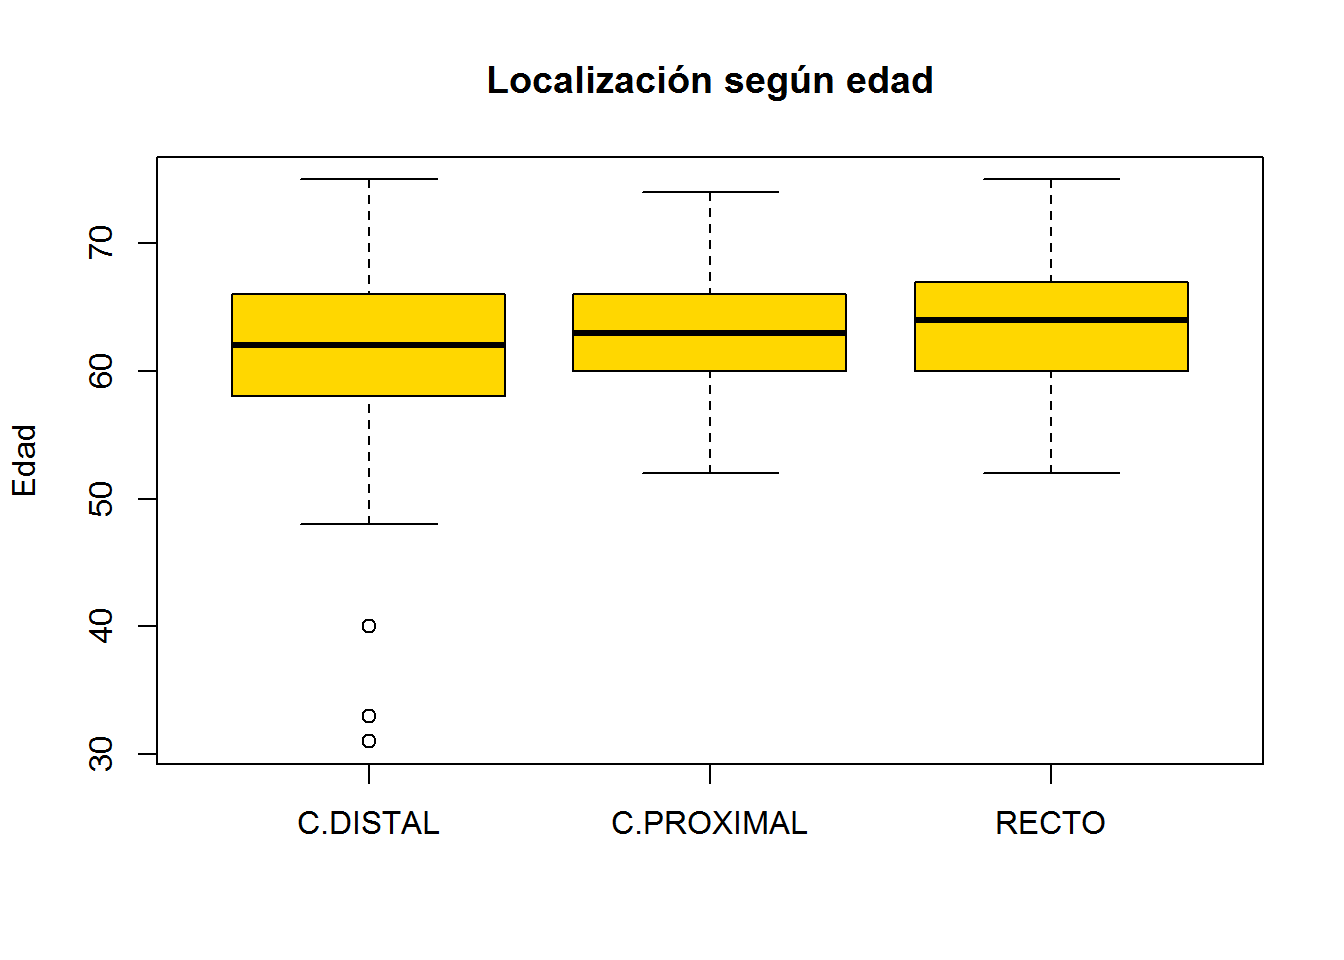 Localización según edad
Edad
70
60
50
40
30
C.DISTAL C.PROXIMAL RECTO